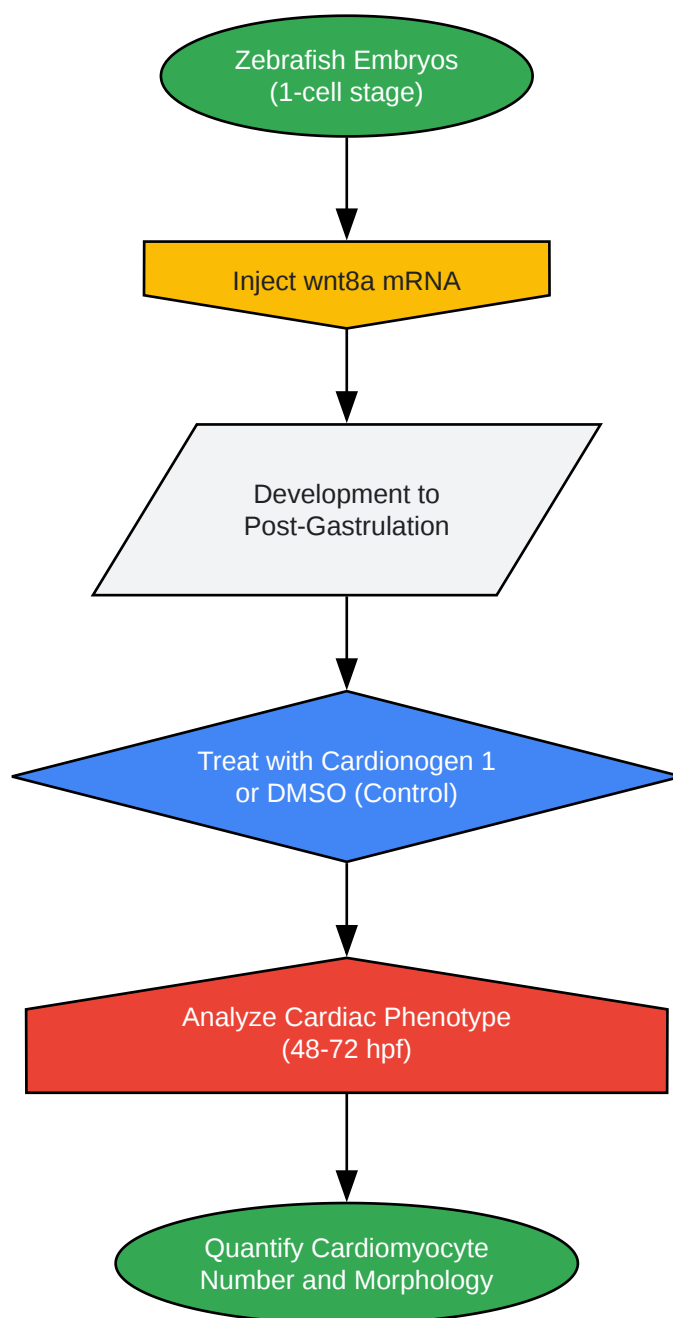 Zebrafish Embryos
(1-cell stage)
Inject wnt8a mRNA
Development to
Post-Gastrulation
Treat with Cardionogen 1
or DMSO (Control)
Analyze Cardiac Phenotype
(48-72 hpf)
Quantify Cardiomyocyte
Number and Morphology